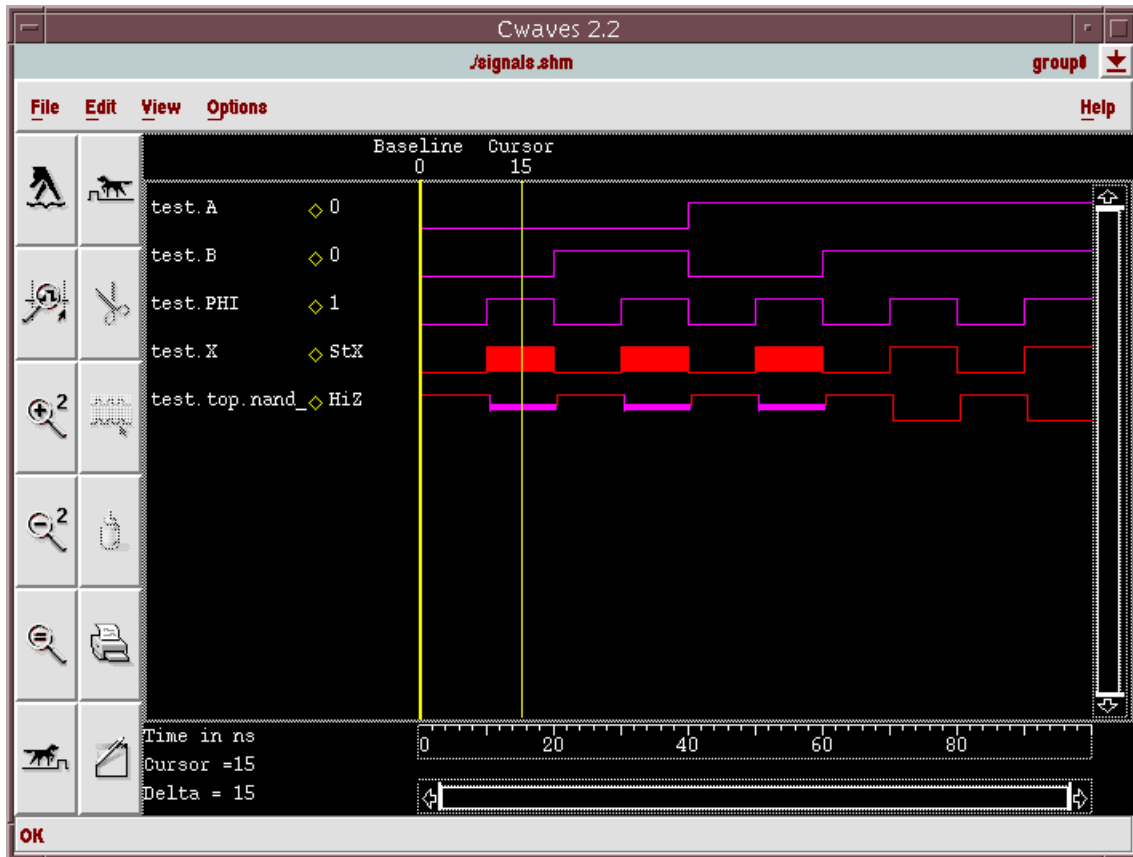 Cwaves 2.2
./signals.shm group0
File Edit View Options Help
Baseline Cursor
0 15
test.A 0
test.B 0
test.PHI 1
test.X StX
test.top.nand_ HiZ
2
2
Time in ns
0 20 40 60 80
Cursor =15
Delta = 15
OK